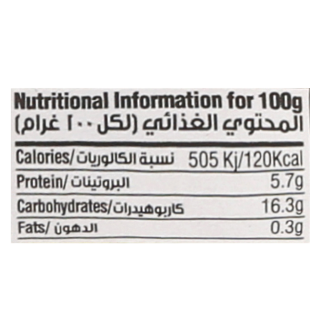 Nutritional Information for 100g
المحتوي الغذائي (لكل ١٠٠ غرام)
Calories/نسبة الكالوريات 505 Kj/120Kcal
Protein/البروتينات 5.7g
Carbohydrates/كاربوهيدرات 16.3g
Fats/الدهون 0.3g